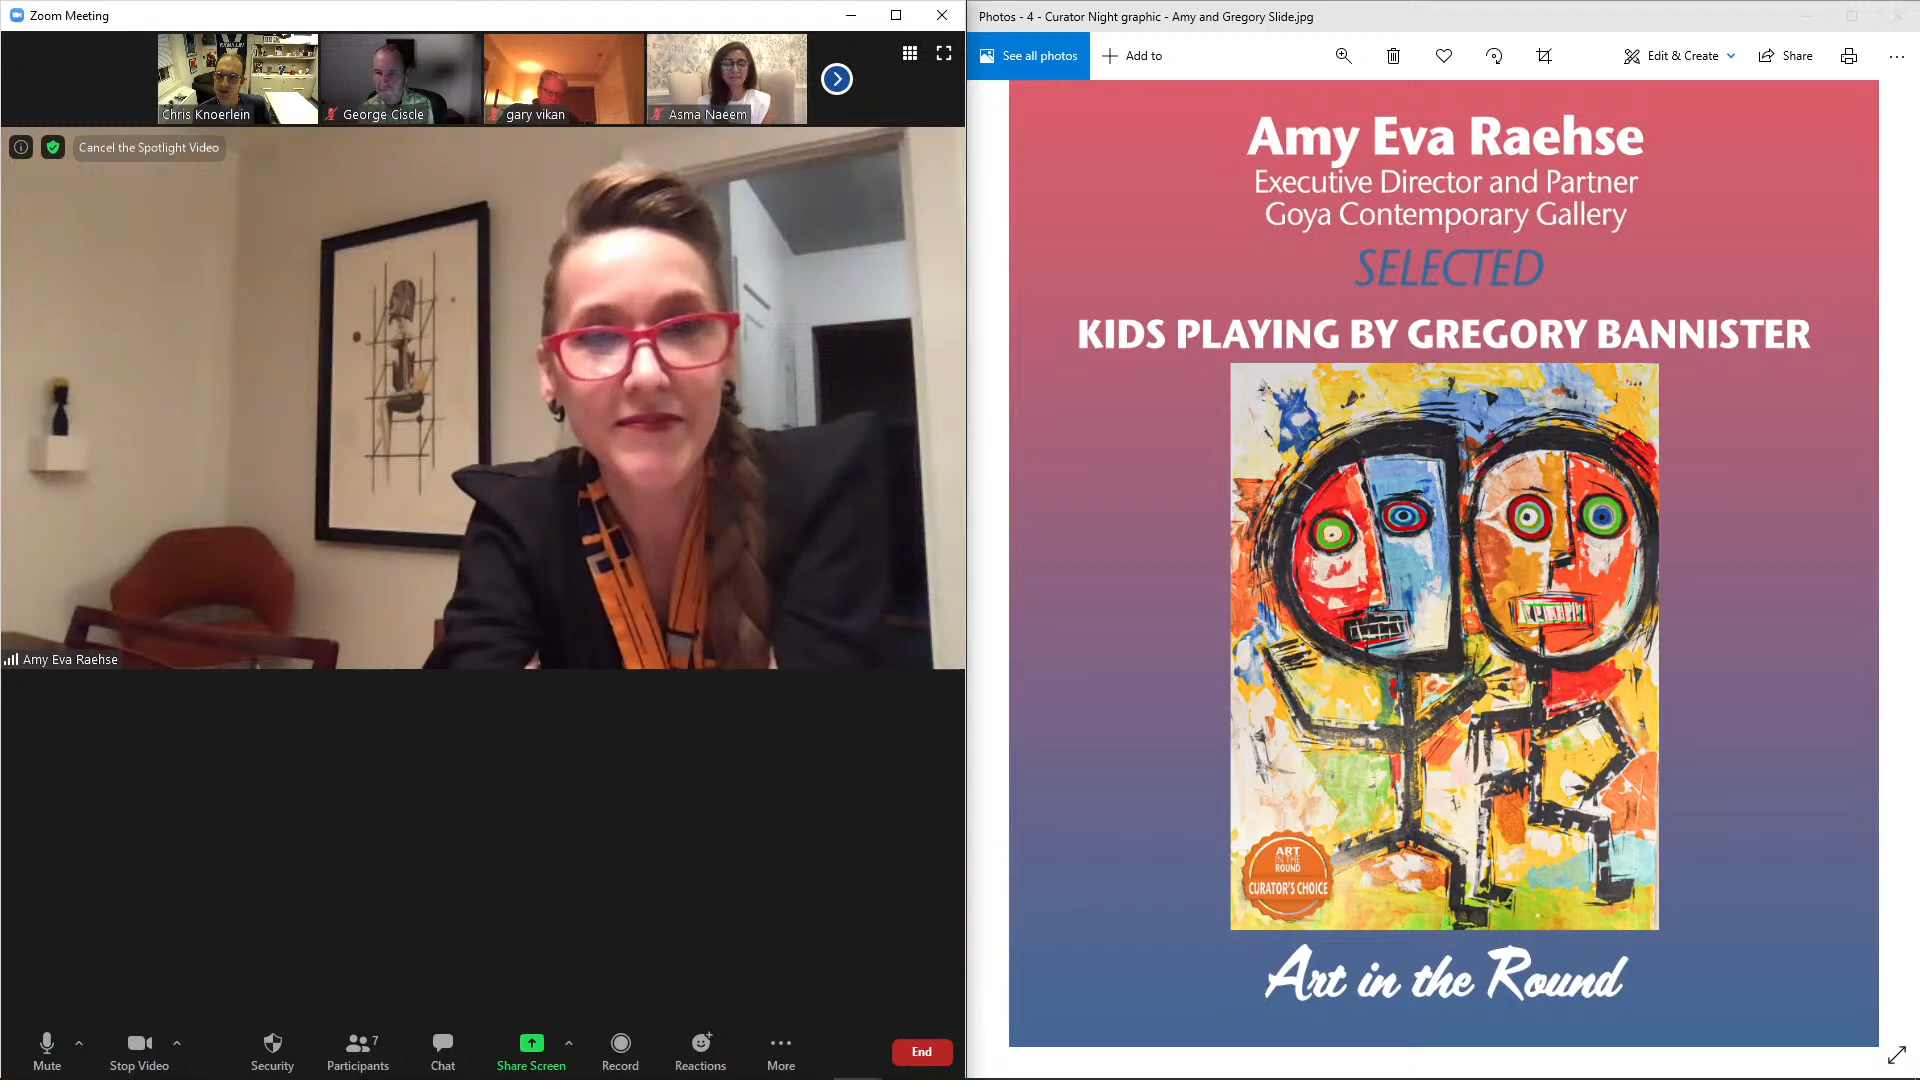 Zoom Meeting
Chris Knoerlein
George Ciscle
gary vikan
Asma Naeem
Cancel the Spotlight Video
Amy Eva Raehse
Mute
Stop Video
Security
7
Participants
Chat
Share Screen
Record
Reactions
More
End
Photos - 4 - Curator Night graphic - Amy and Gregory Slide.jpg
See all photos
Add to
Edit & Create
Share
Amy Eva Raehse
Executive Director and Partner
Goya Contemporary Gallery
SELECTED
KIDS PLAYING BY GREGORY BANNISTER
ART
IN THE
ROUND
CURATOR'S CHOICE
Art in the Round